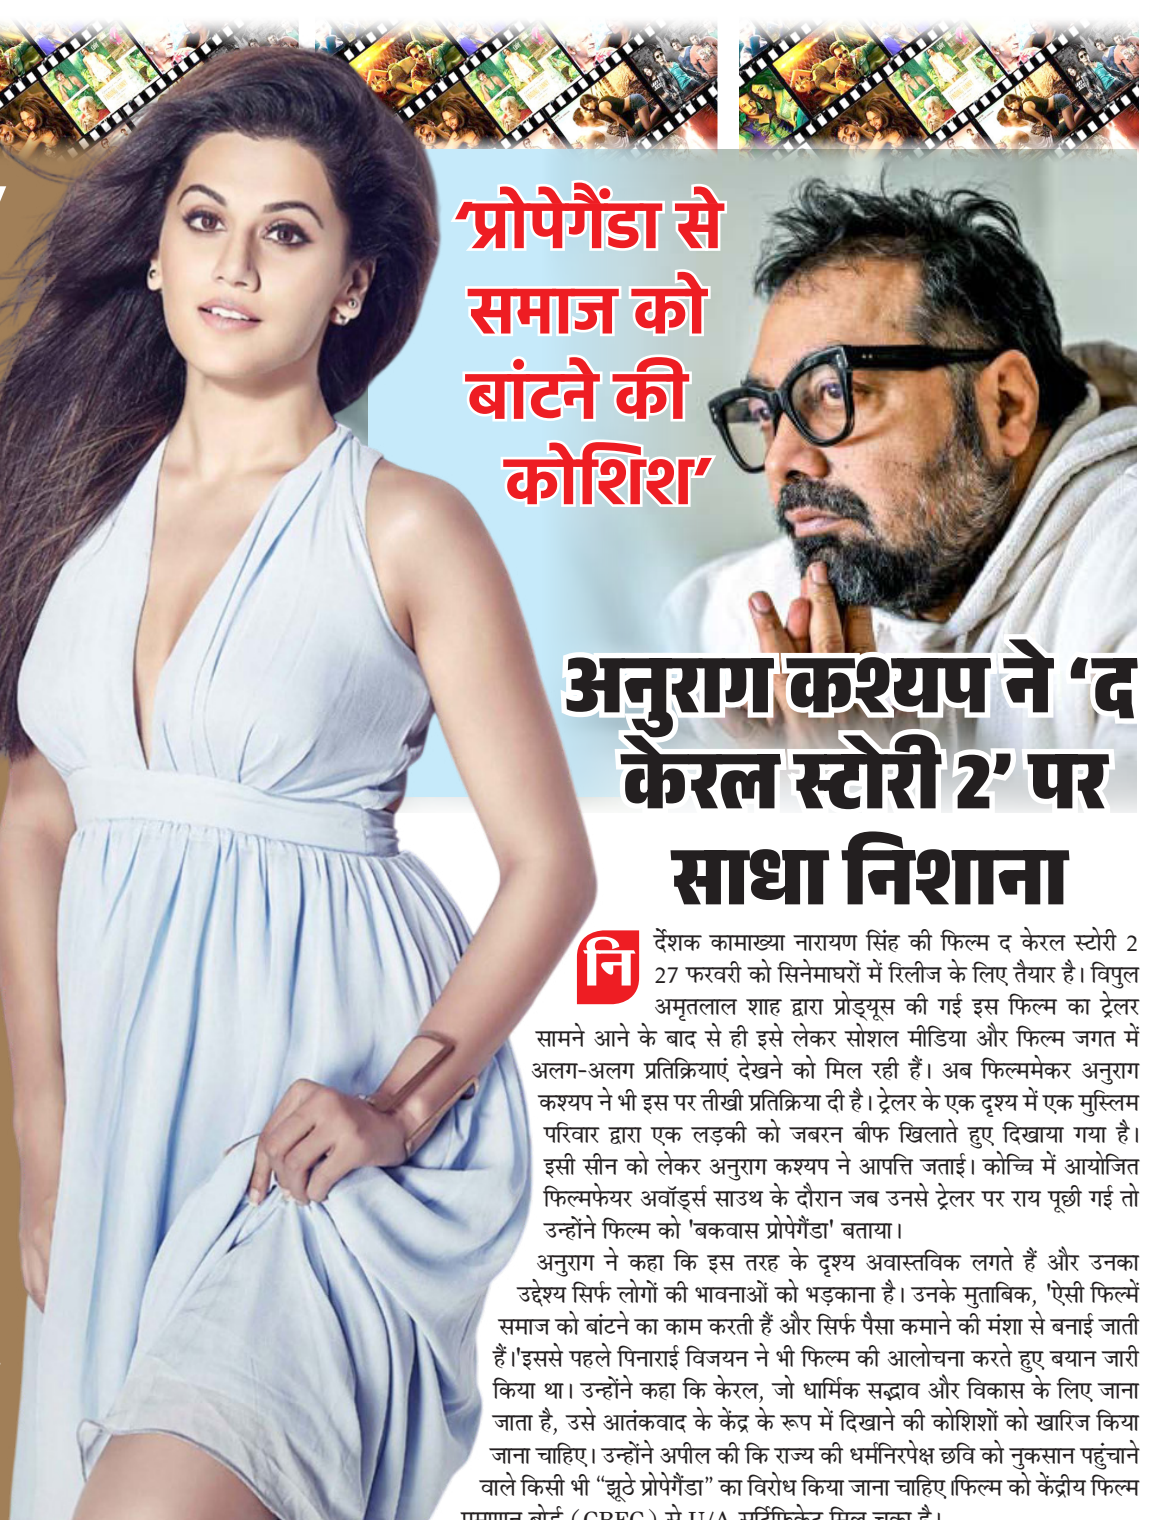 ‘प्रोपेगैंडा से
समाज को
बांटने की
कोशिश’
अनुराग कश्यप ने ‘द
केरल स्टोरी 2’ पर
साधा निशाना
निर्देशक कामाख्या नारायण सिंह की फिल्म द केरल स्टोरी 2
27 फरवरी को सिनेमाघरों में रिलीज के लिए तैयार है। विपुल
अमृतलाल शाह द्वारा प्रोड्यूस की गई इस फिल्म का ट्रेलर
सामने आने के बाद से ही इसे लेकर सोशल मीडिया और फिल्म जगत में
अलग-अलग प्रतिक्रियाएं देखने को मिल रही हैं। अब फिल्ममेकर अनुराग
कश्यप ने भी इस पर तीखी प्रतिक्रिया दी है। ट्रेलर के एक दृश्य में एक मुस्लिम
परिवार द्वारा एक लड़की को जबरन बीफ खिलाते हुए दिखाया गया है।
इसी सीन को लेकर अनुराग कश्यप ने आपत्ति जताई। कोच्चि में आयोजित
फिल्मफेयर अवॉर्ड्स साउथ के दौरान जब उनसे ट्रेलर पर राय पूछी गई तो
उन्होंने फिल्म को 'बकवास प्रोपेगैंडा' बताया।
अनुराग ने कहा कि इस तरह के दृश्य अवास्तविक लगते हैं और उनका
उद्देश्य सिर्फ लोगों की भावनाओं को भड़काना है। उनके मुताबिक, 'ऐसी फिल्में
समाज को बांटने का काम करती हैं और सिर्फ पैसा कमाने की मंशा से बनाई जाती
हैं।'इससे पहले पिनाराई विजयन ने भी फिल्म की आलोचना करते हुए बयान जारी
किया था। उन्होंने कहा कि केरल, जो धार्मिक सद्भाव और विकास के लिए जाना
जाता है, उसे आतंकवाद के केंद्र के रूप में दिखाने की कोशिशों को खारिज किया
जाना चाहिए। उन्होंने अपील की कि राज्य की धर्मनिरपेक्ष छवि को नुकसान पहुंचाने
वाले किसी भी “झूठे प्रोपेगैंडा” का विरोध किया जाना चाहिए।फिल्म को केंद्रीय फिल्म
प्रमाणन बोर्ड (CBFC) से U/A सर्टिफिकेट मिल चुका है।